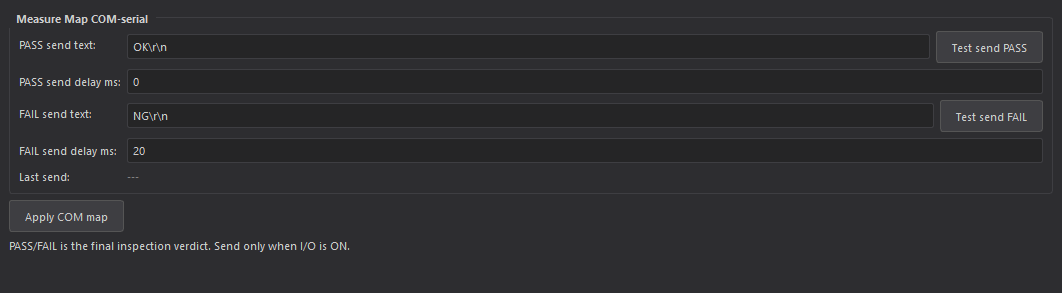 Measure Map COM-serial
PASS send text: OK\r\n Test send PASS
PASS send delay ms: 0
FAIL send text: NG\r\n Test send FAIL
FAIL send delay ms: 20
Last send: ---
Apply COM map
PASS/FAIL is the final inspection verdict. Send only when I/O is ON.